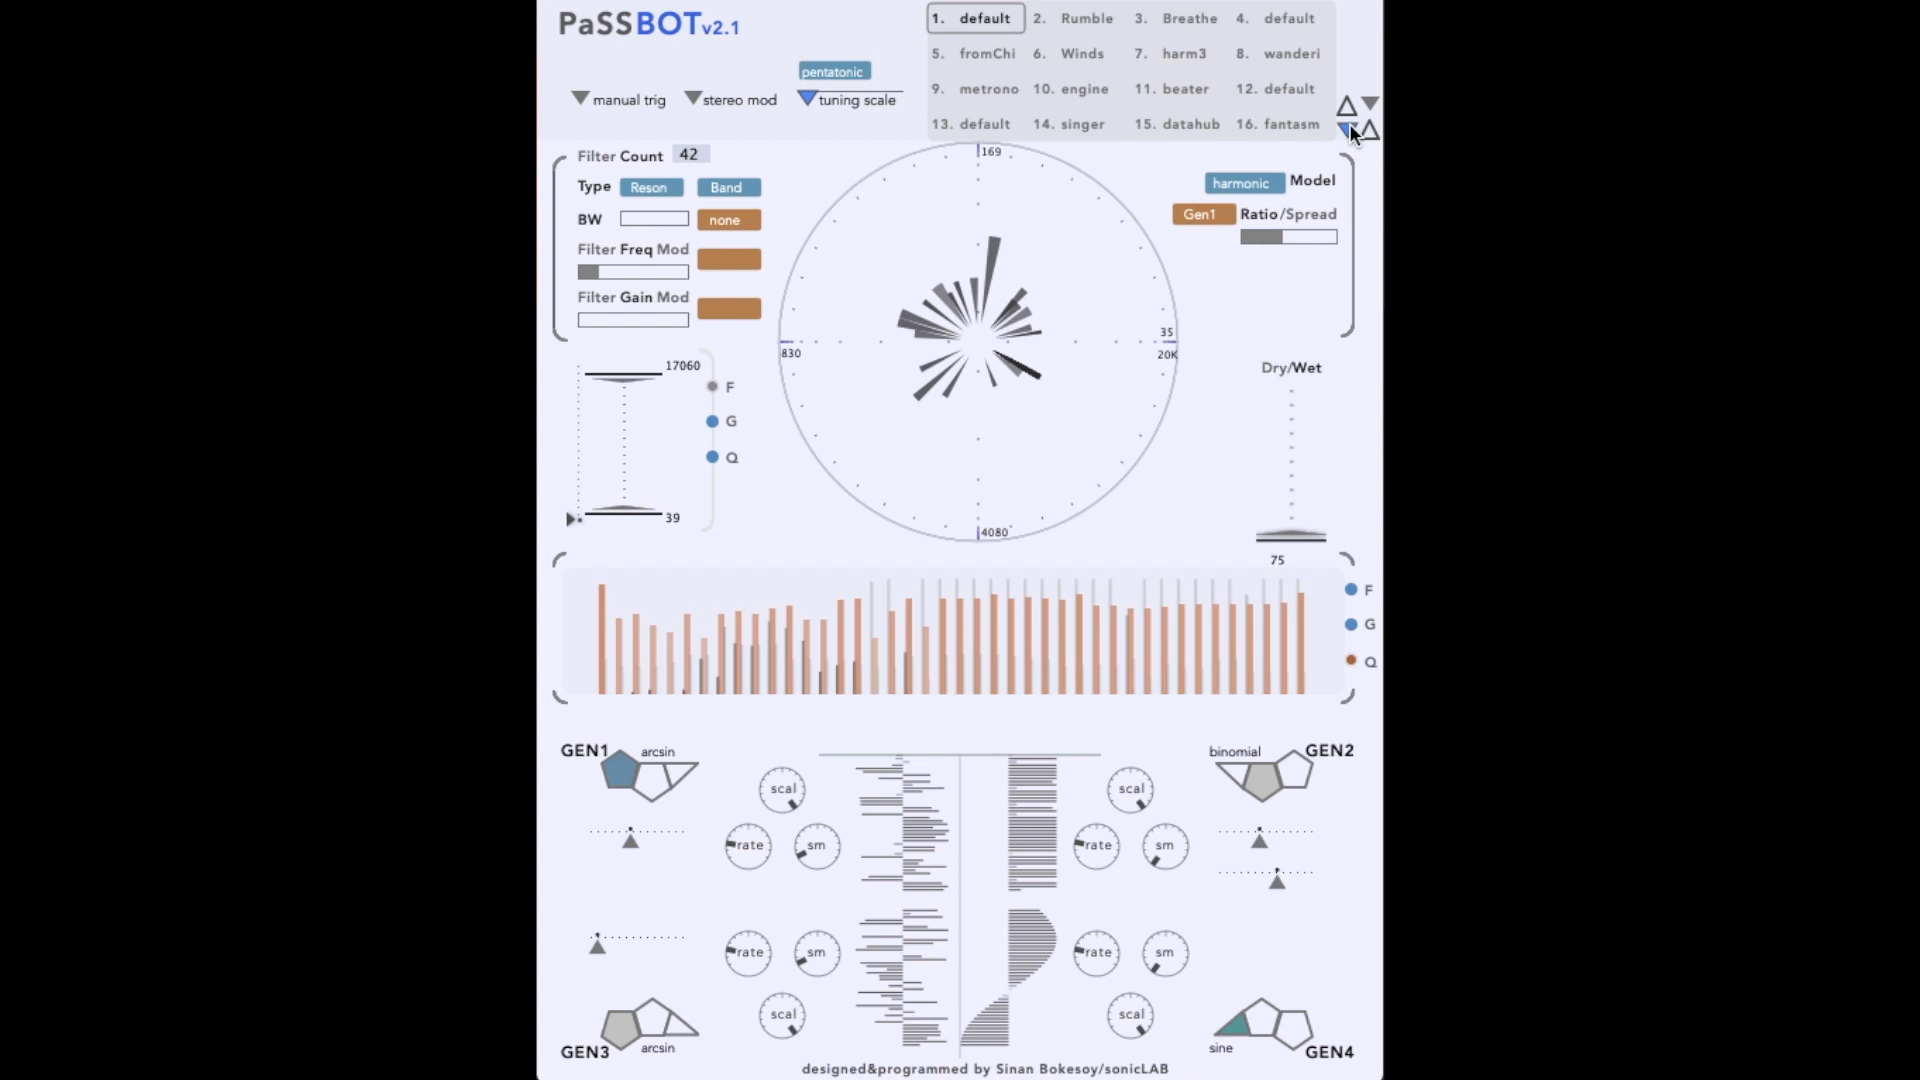 PaSSBOTv2.1
1. default 2. Rumble 3. Breathe 4. default
5. fromChi 6. Winds 7. harm3 8. wanderi
9. metrono 10. engine 11. beater 12. default
13. default 14. singer 15. datahub 16. fantasm
pentatonic
manual trig stereo mod tuning scale
Filter Count 42
Type Reson Band
BW none
Filter Freq Mod
Filter Gain Mod
169
35
20K
830
4080
harmonic Model
Gen1 Ratio/Spread
17060
F
G
Q
39
Dry/Wet
75
F
G
Q
GEN1 arcsin
scal
rate sm
binomial GEN2
scal
rate sm
rate sm
scal
GEN3 arcsin
rate sm
scal
sine GEN4
designed&programmed by Sinan Bokesoy/sonicLAB